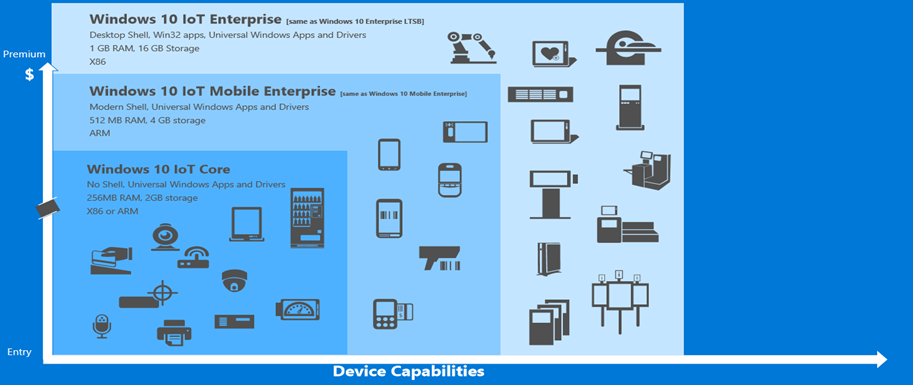 Windows 10 IoT Enterprise [same as Windows 10 Enterprise LTSB]
Desktop Shell, Win32 apps, Universal Windows Apps and Drivers
1 GB RAM, 16 GB Storage
X86
Premium
$
Windows 10 IoT Mobile Enterprise [same as Windows 10 Mobile Enterprise]
Modern Shell, Universal Windows Apps and Drivers
512 MB RAM, 4 GB storage
ARM
Windows 10 IoT Core
No Shell, Universal Windows Apps and Drivers
256MB RAM, 2GB storage
X86 or ARM
Entry
Device Capabilities